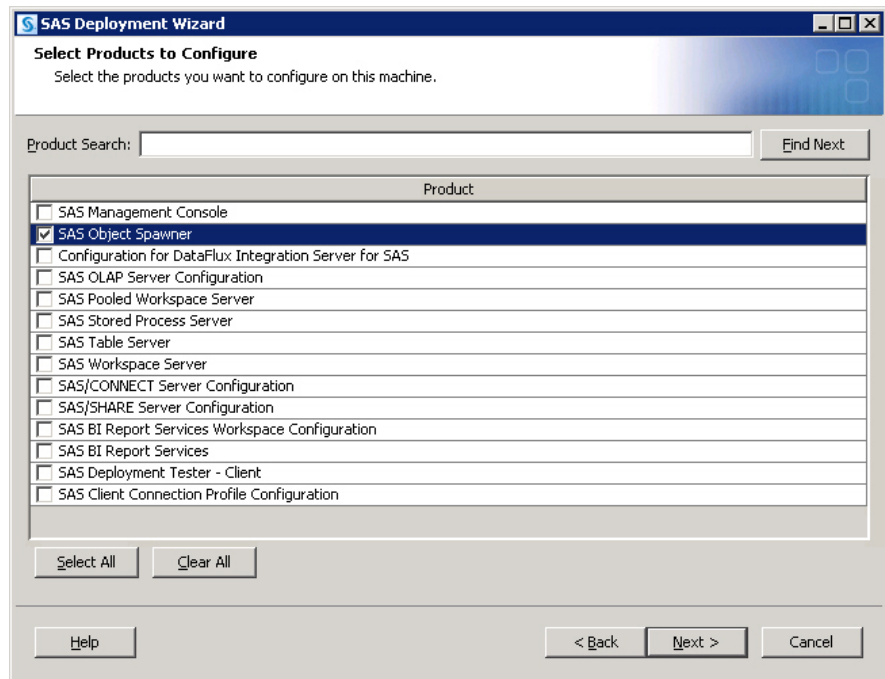 SAS Deployment Wizard
Select Products to Configure
Select the products you want to configure on this machine.
Product Search:
Find Next
Product
SAS Management Console
SAS Object Spawner
Configuration for DataFlux Integration Server for SAS
SAS OLAP Server Configuration
SAS Pooled Workspace Server
SAS Stored Process Server
SAS Table Server
SAS Workspace Server
SAS/CONNECT Server Configuration
SAS/SHARE Server Configuration
SAS BI Report Services Workspace Configuration
SAS BI Report Services
SAS Deployment Tester - Client
SAS Client Connection Profile Configuration
Select All Clear All
Help < Back Next > Cancel